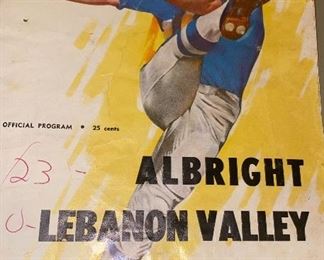 OFFICIAL PROGRAM • 25 cents
23 - ALBRIGHT
0- LEBANON VALLEY